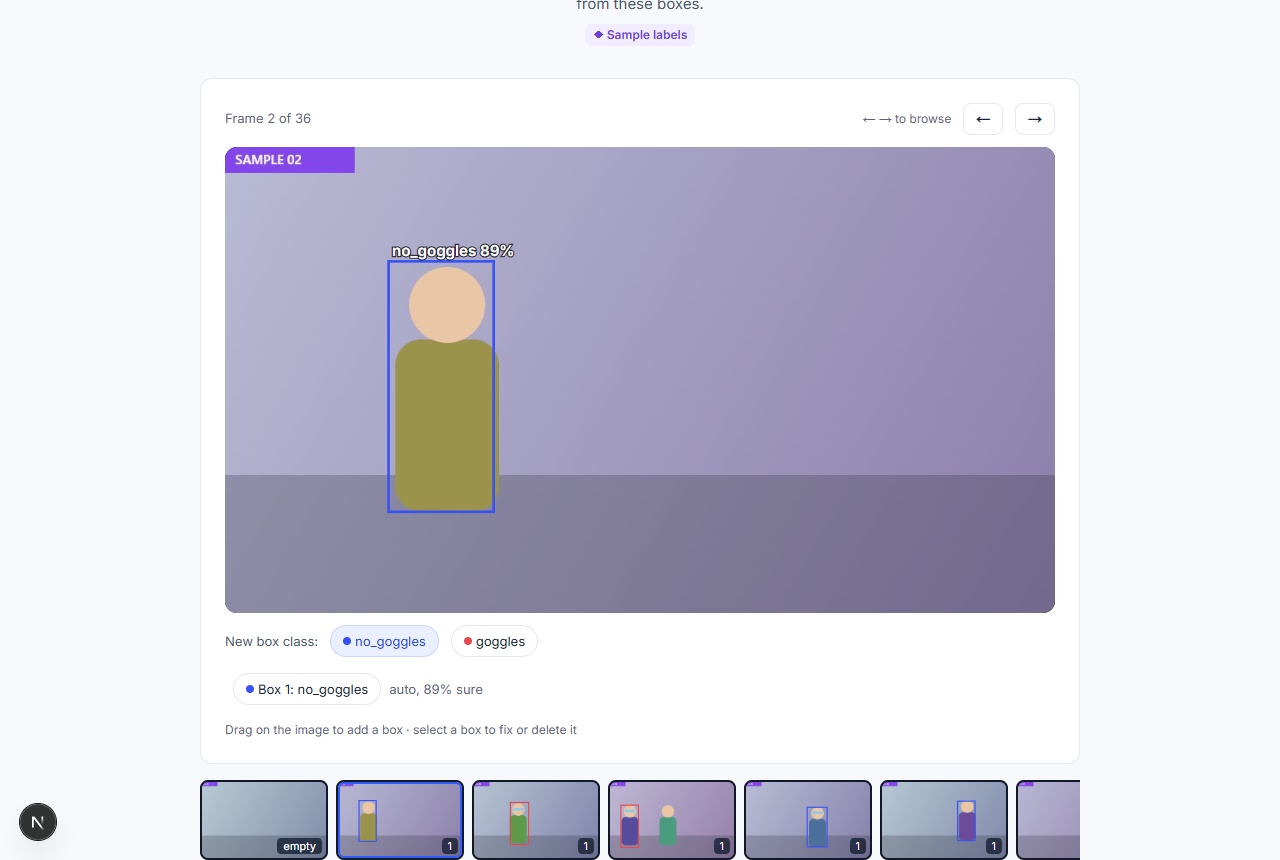 from these boxes.
Sample labels
Frame 2 of 36
← → to browse
←
→
SAMPLE 02
no_goggles 89%
New box class:
no_goggles
goggles
Box 1: no_goggles
auto, 89% sure
Drag on the image to add a box · select a box to fix or delete it
empty
1
1
1
1
1
N